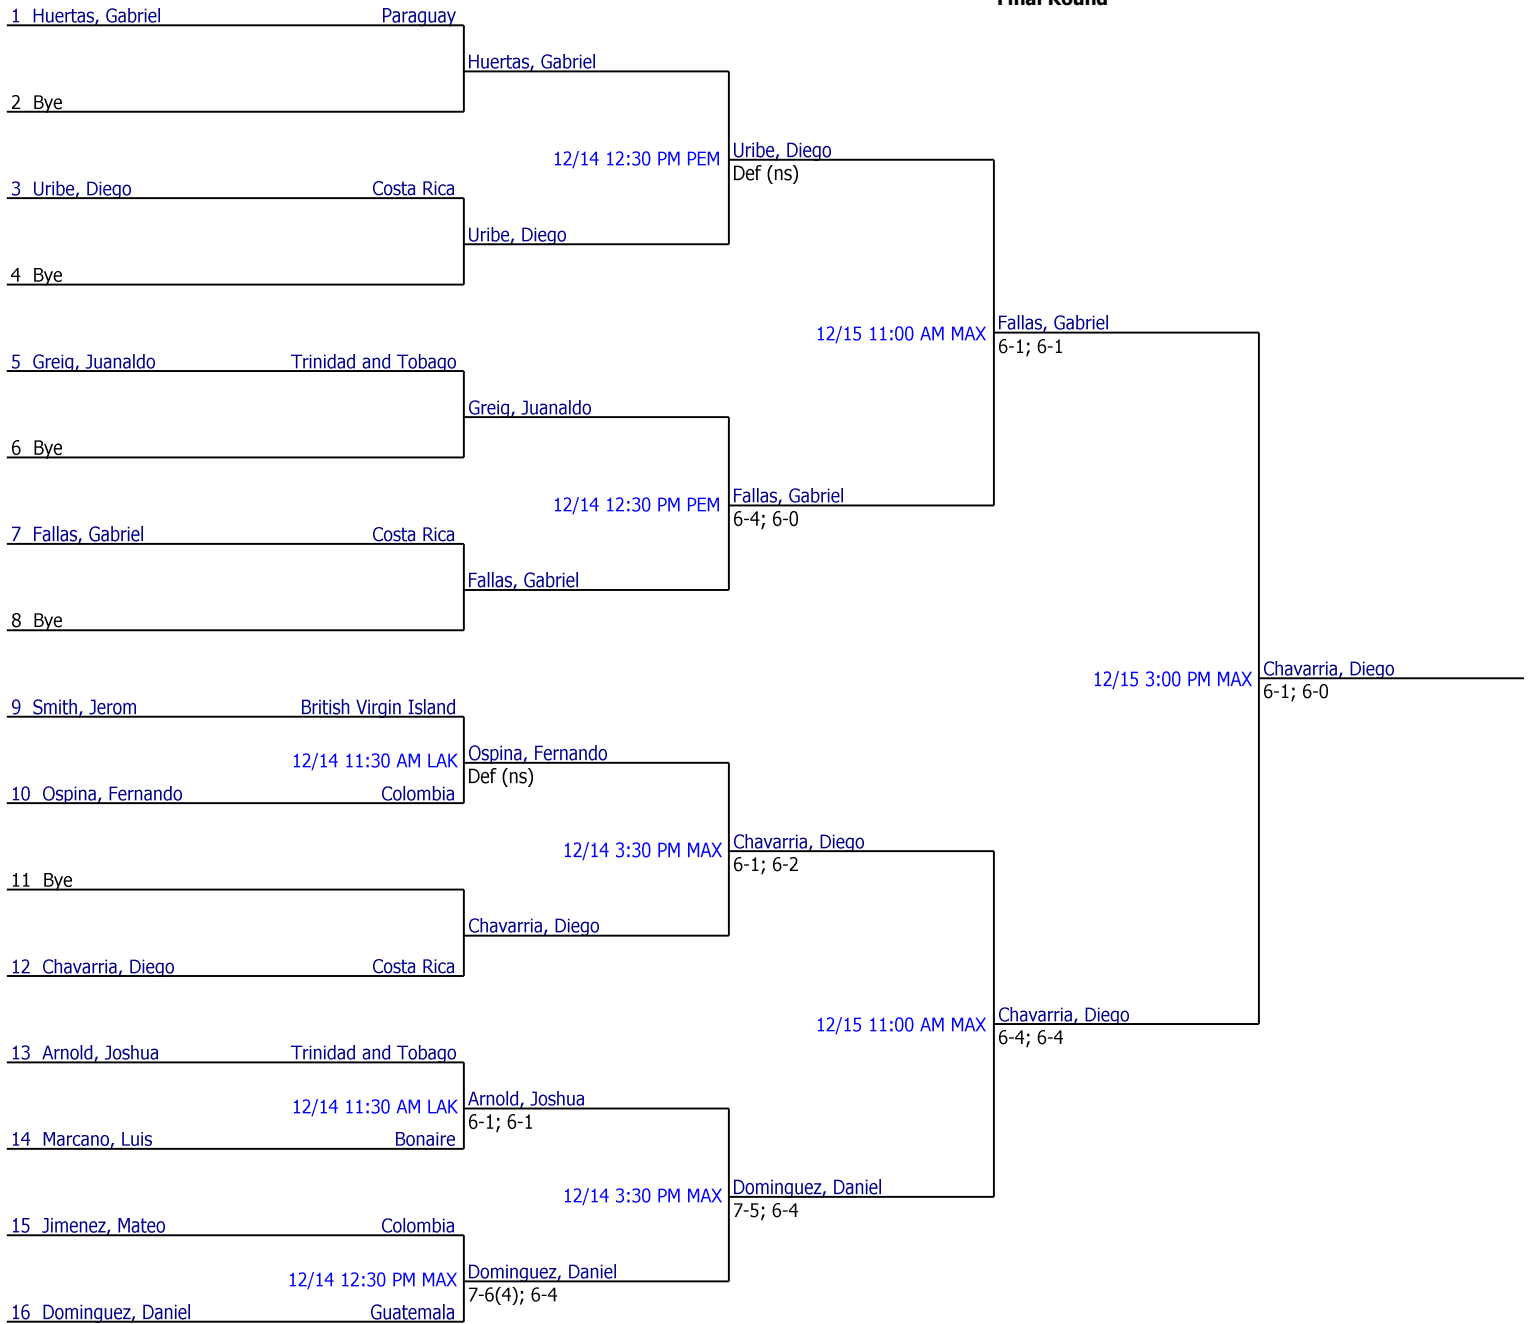 Final Round
1 Huertas, Gabriel Paraguay
Huertas, Gabriel
2 Bye
12/14 12:30 PM PEM Uribe, Diego
Def (ns)
3 Uribe, Diego Costa Rica
Uribe, Diego
4 Bye
12/15 11:00 AM MAX Fallas, Gabriel
6-1; 6-1
5 Greig, Juanaldo Trinidad and Tobago
Greig, Juanaldo
6 Bye
12/14 12:30 PM PEM Fallas, Gabriel
6-4; 6-0
7 Fallas, Gabriel Costa Rica
Fallas, Gabriel
8 Bye
12/15 3:00 PM MAX Chavarria, Diego
6-1; 6-0
9 Smith, Jerom British Virgin Island
12/14 11:30 AM LAK Ospina, Fernando
Def (ns)
10 Ospina, Fernando Colombia
12/14 3:30 PM MAX Chavarria, Diego
6-1; 6-2
11 Bye
Chavarria, Diego
12 Chavarria, Diego Costa Rica
12/15 11:00 AM MAX Chavarria, Diego
6-4; 6-4
13 Arnold, Joshua Trinidad and Tobago
12/14 11:30 AM LAK Arnold, Joshua
6-1; 6-1
14 Marcano, Luis Bonaire
12/14 3:30 PM MAX Dominguez, Daniel
7-5; 6-4
15 Jimenez, Mateo Colombia
12/14 12:30 PM MAX Dominguez, Daniel
7-6(4); 6-4
16 Dominguez, Daniel Guatemala